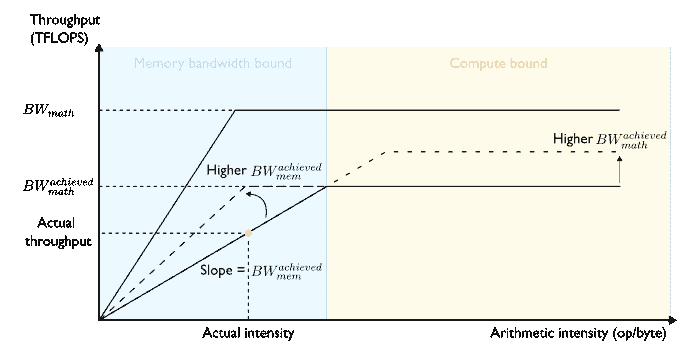 Throughput
(TFLOPS)
Memory bandwidth bound
Compute bound
BW_math
Higher BW_math^achieved
Higher BW_mem^achieved
BW_math^achieved
Actual
throughput
Slope = BW_mem^achieved
Actual intensity
Arithmetic intensity (op/byte)